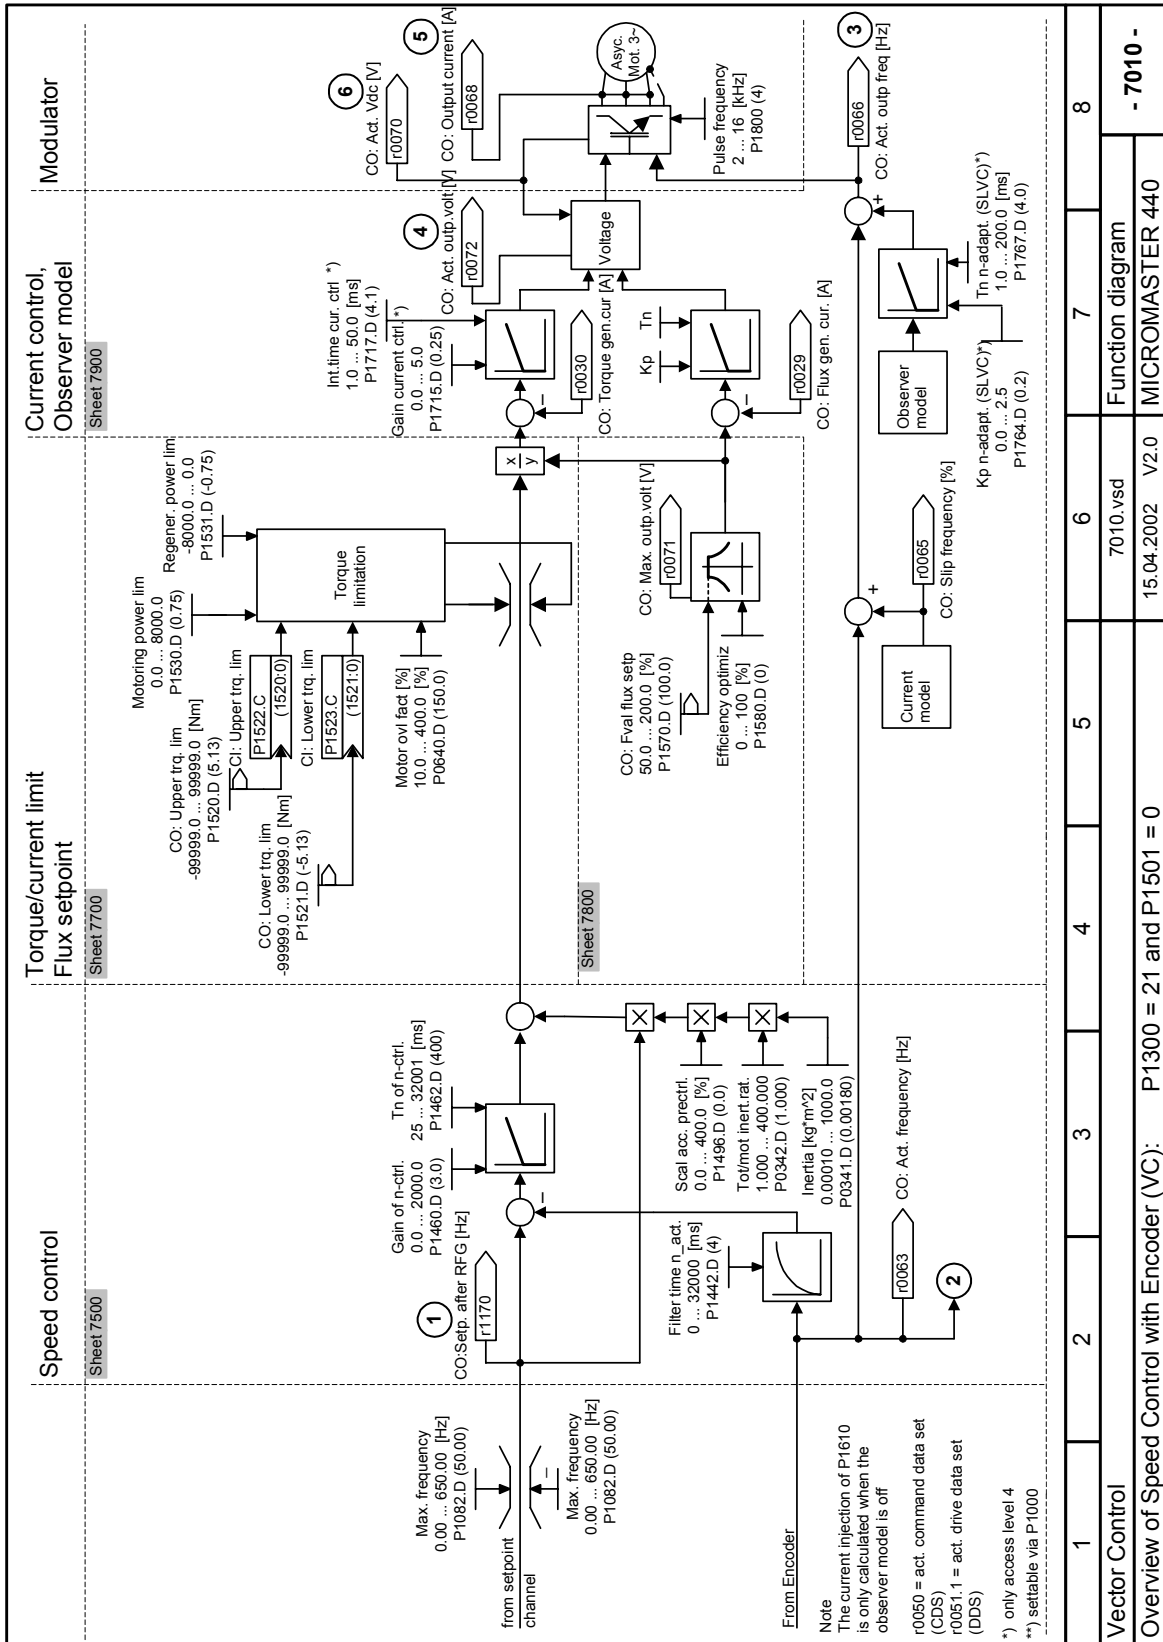 Speed control
Torque/current limit
Flux setpoint
Current control,
Observer model
Modulator
Sheet 7500
Sheet 7700
Sheet 7900
Sheet 7800
Max. frequency
0.00 ... 650.00 [Hz]
P1082.D (50.00)
from setpoint
channel
Max. frequency
0.00 ... 650.00 [Hz]
P1082.D (50.00)
–
1
CO:Setp. after RFG [Hz]
r1170
Gain of n-ctrl.
0.0 ... 2000.0
P1460.D (3.0)
Tn of n-ctrl.
25 ... 32001 [ms]
P1462.D (400)
–
Filter time n_act.
0 ... 32000 [ms]
P1442.D (4)
Scal acc. prectrl.
0.0 ... 400.0 [%]
P1496.D (0.0)
Tot/mot inert.rat.
1.000 ... 400.000
P0342.D (1.000)
Inertia [kg*m^2]
0.00010 ... 1000.0
P0341.D (0.00180)
From Encoder
CO: Act. frequency [Hz]
r0063
2
CO: Upper trq. lim
-99999.0 ... 99999.0 [Nm]
P1520.D (5.13)
CI: Upper trq. lim
P1522.C
(1520:0)
CO: Lower trq. lim
-99999.0 ... 99999.0 [Nm]
P1521.D (-5.13)
CI: Lower trq. lim
P1523.C
(1521:0)
Motoring power lim
0.0 ... 8000.0
P1530.D (0.75)
Regener. power lim
-8000.0 ... 0.0
P1531.D (-0.75)
Torque
limitation
Motor ovl fact [%]
10.0 ... 400.0 [%]
P0640.D (150.0)
x
y
CO: Fval flux setp
50.0 ... 200.0 [%]
P1570.D (100.0)
Efficiency optimiz
0 ... 100 [%]
P1580.D (0)
CO: Max. outp.volt [V]
r0071
Current
model
CO: Slip frequency [%]
r0065
+
Int.time cur. ctrl *)
1.0 ... 50.0 [ms]
P1717.D (4.1)
Gain current ctrl. *)
0.0 ... 5.0
P1715.D (0.25)
–
r0030
CO: Torque gen.cur [A]
Kp
Tn
–
r0029
CO: Flux gen. cur. [A]
4
CO: Act. outp.volt [V]
r0072
Voltage
6
CO: Act. Vdc [V]
r0070
5
CO: Output current [A]
r0068
Asyc.
Mot. 3~
Pulse frequency
2 ... 16 [kHz]
P1800 (4)
3
CO: Act. outp freq [Hz]
r0066
+
Observer
model
Kp n-adapt. (SLVC)*)
0.0 ... 2.5
P1764.D (0.2)
Tn n-adapt. (SLVC)*)
1.0 ... 200.0 [ms]
P1767.D (4.0)
Note
The current injection of P1610
is only calculated when the
observer model is off
r0050 = act. command data set
(CDS)
r0051.1 = act. drive data set
(DDS)
*) only access level 4
**) settable via P1000
1
2
3
4
5
6
7
8
Vector Control
7010.vsd
Function diagram
- 7010 -
Overview of Speed Control with Encoder (VC): P1300 = 21 and P1501 = 0
15.04.2002 V2.0
MICROMASTER 440